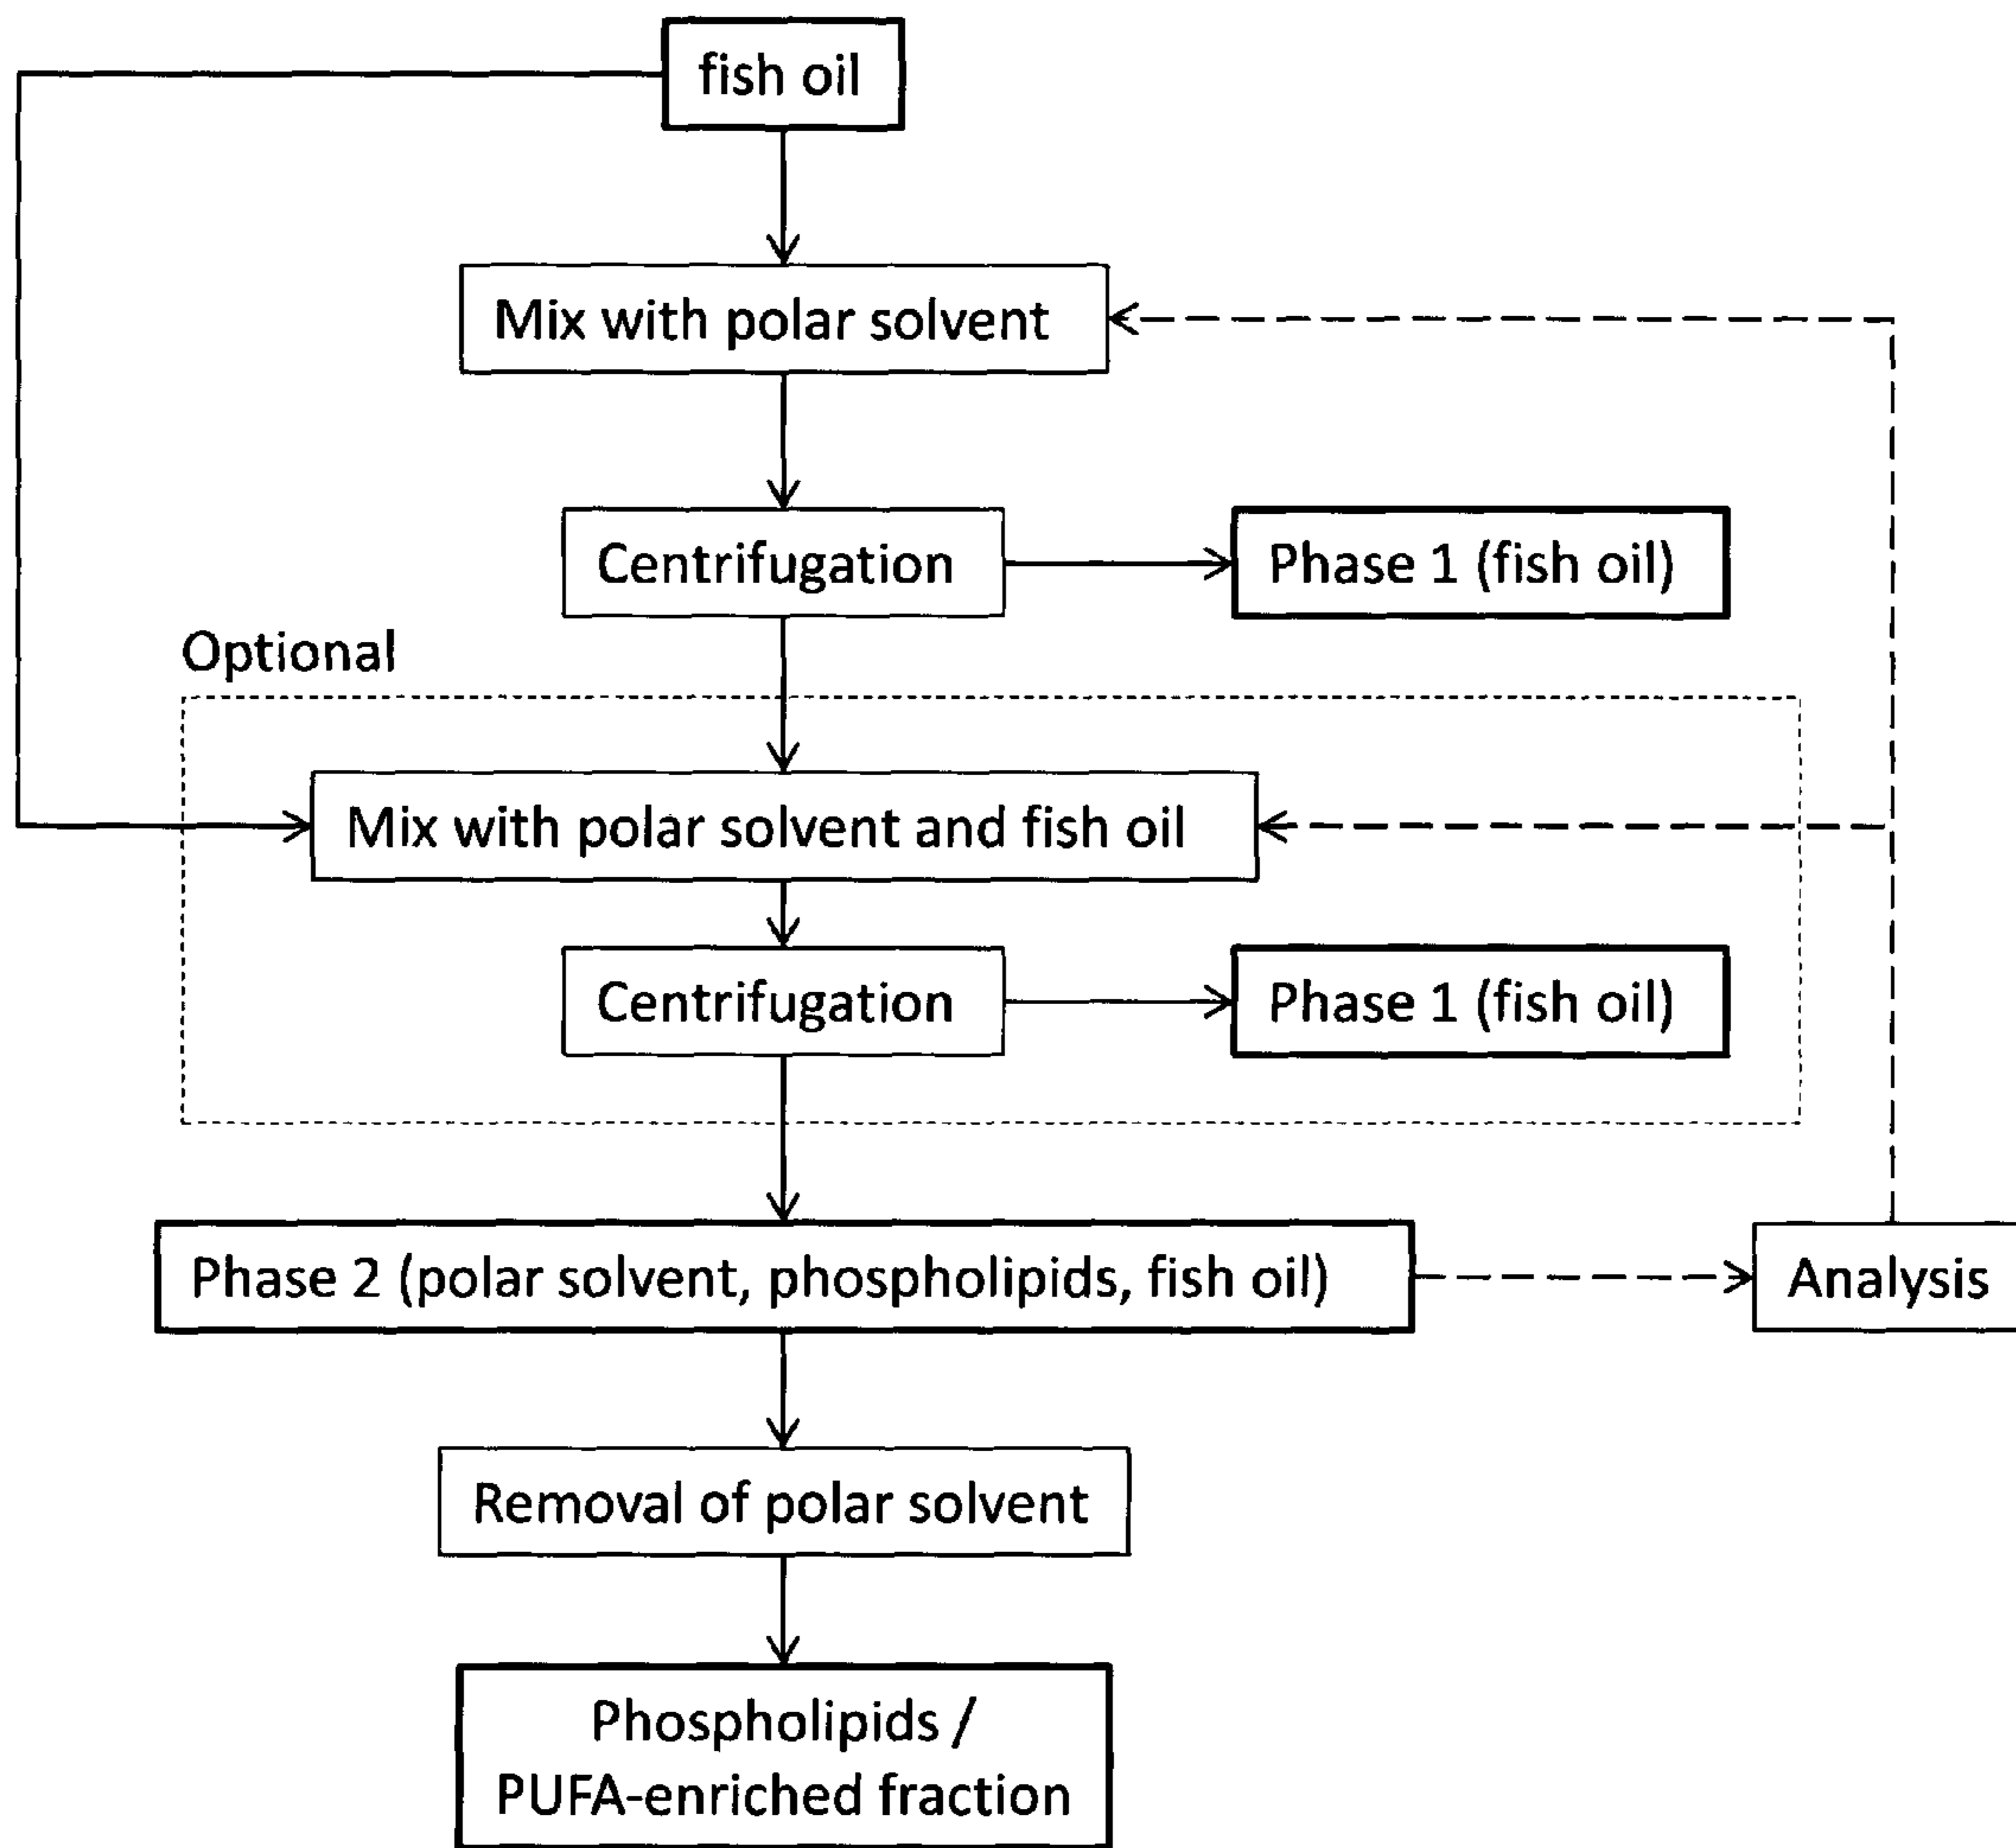 fish oil
Mix with polar solvent
Centrifugation
Phase 1 (fish oil)
Optional
Mix with polar solvent and fish oil
Centrifugation
Phase 1 (fish oil)
Phase 2 (polar solvent, phospholipids, fish oil)
Analysis
Removal of polar solvent
Phospholipids /
PUFA-enriched fraction